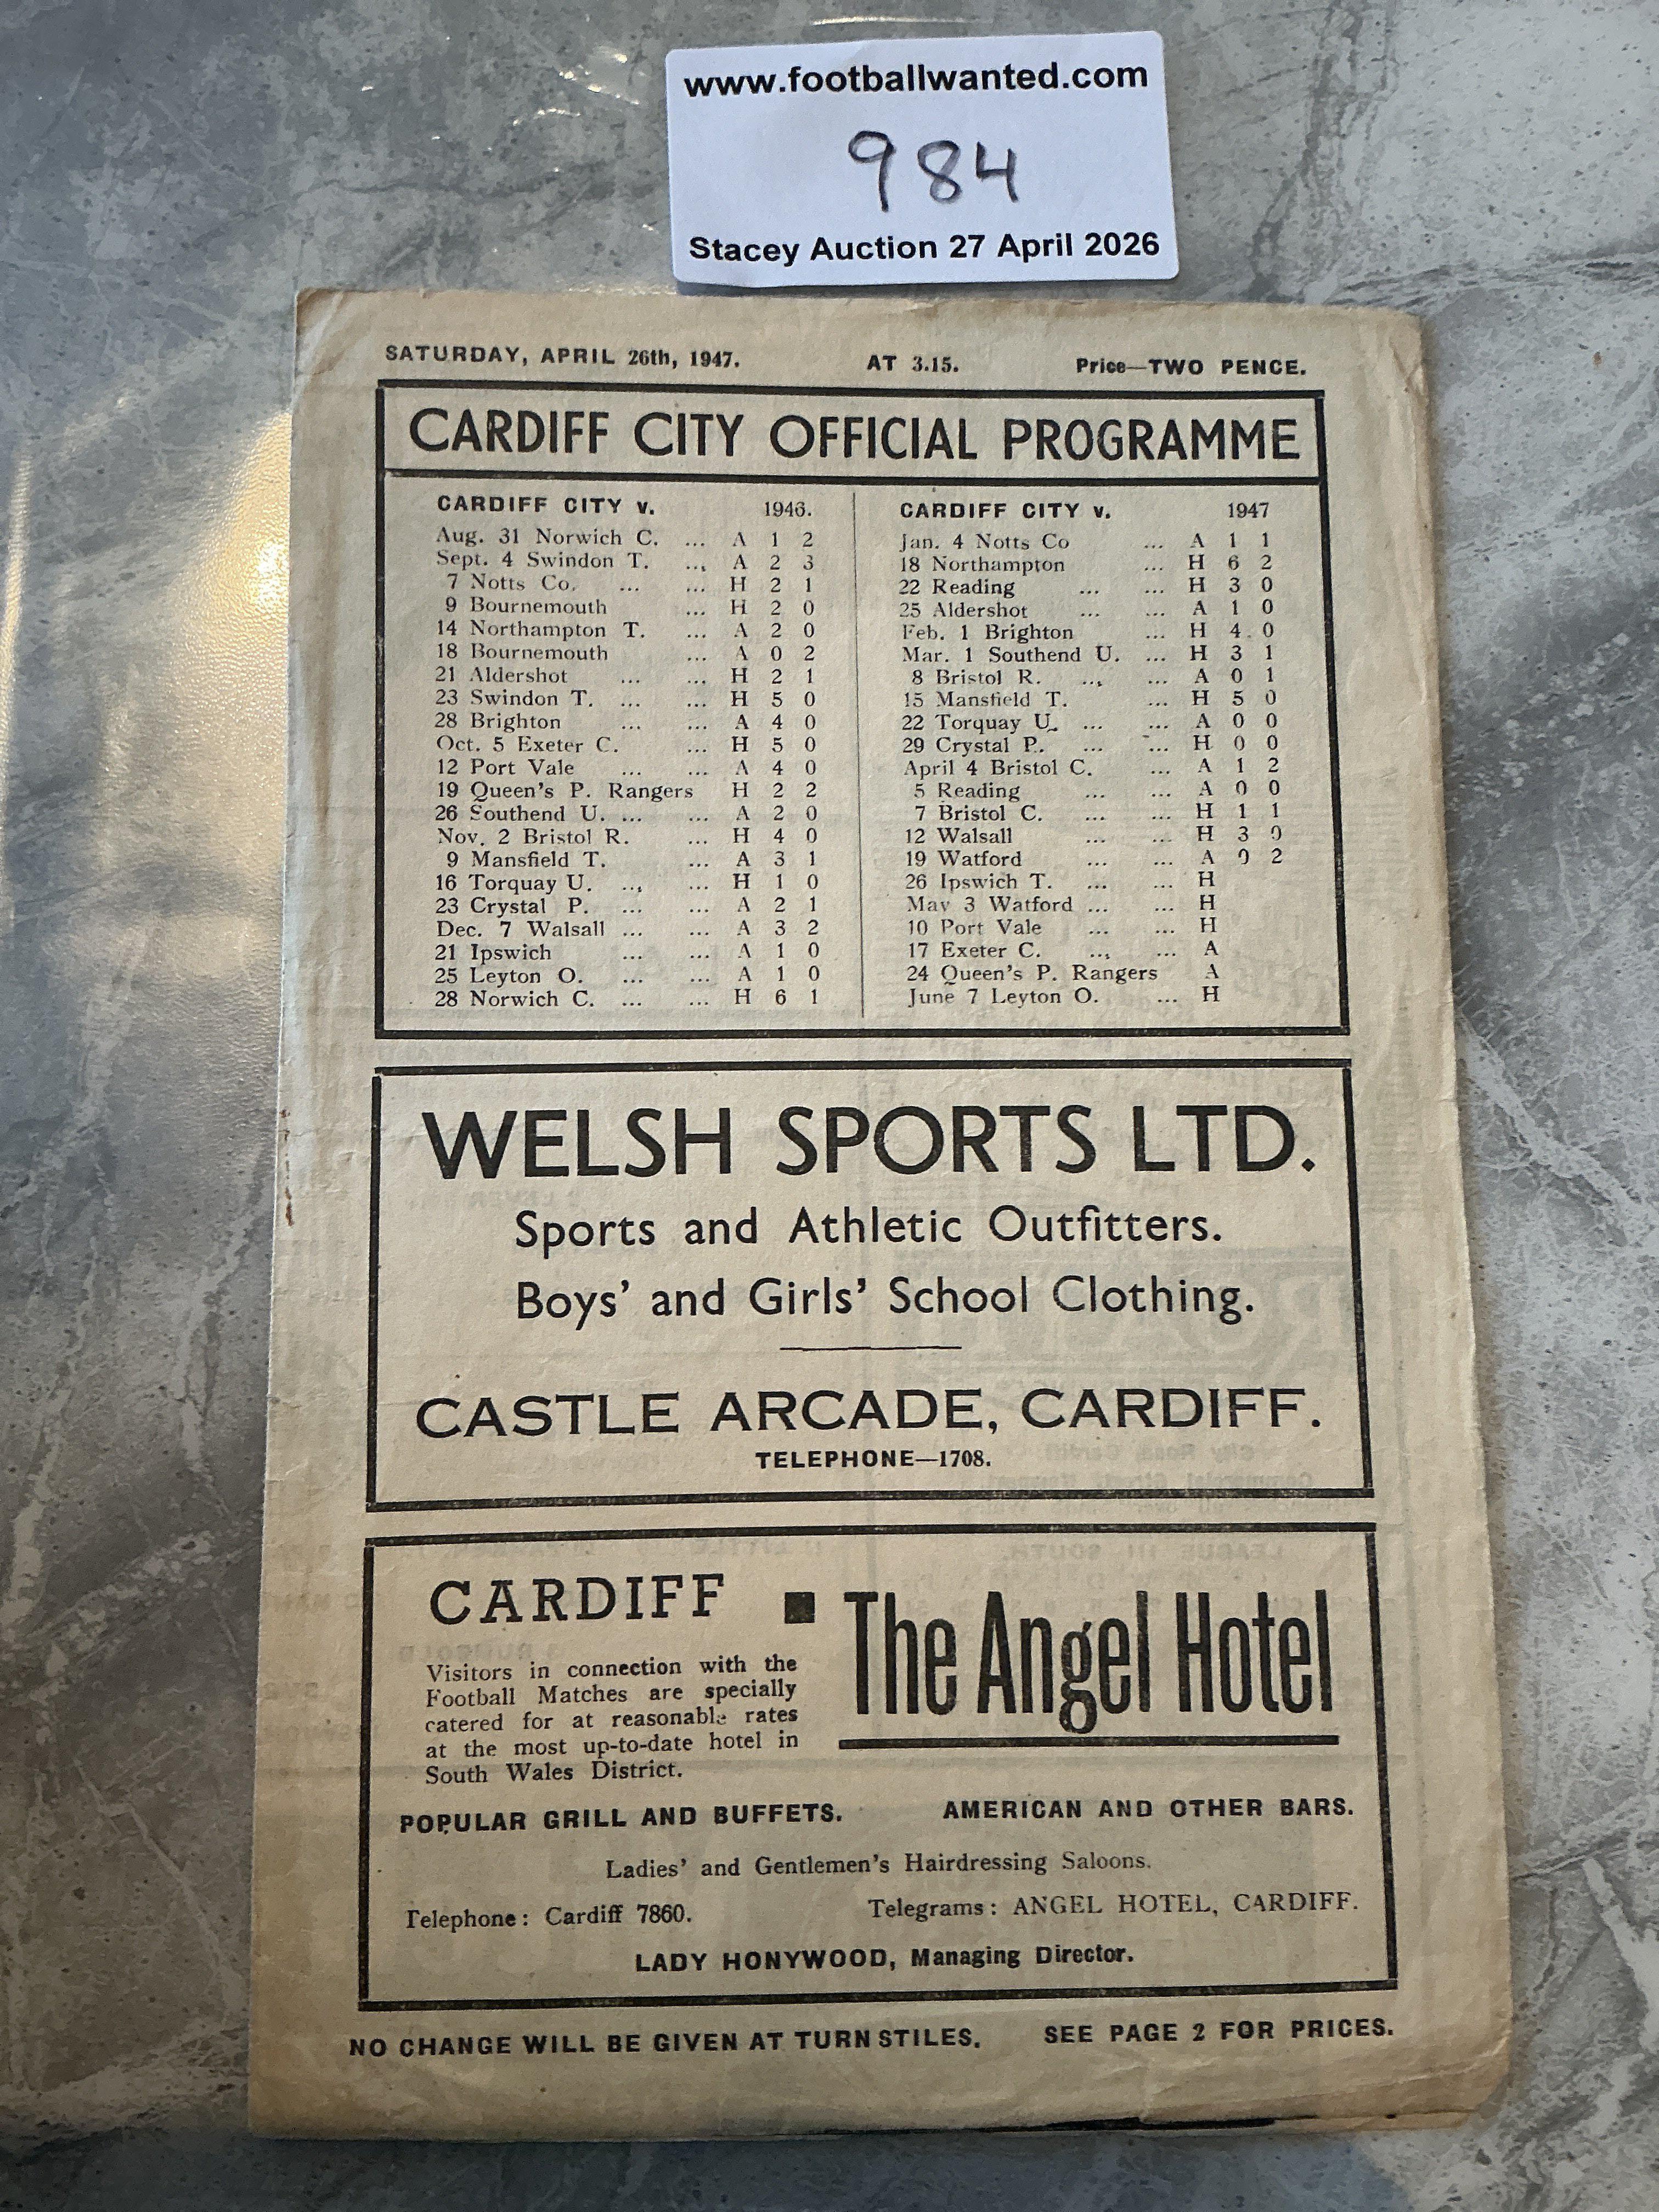 www.footballwanted.com
984
Stacey Auction 27 April 2026
SATURDAY, APRIL 26th, 1947. AT 3.15. Price—TWO PENCE.
CARDIFF CITY OFFICIAL PROGRAMME
CARDIFF CITY v. 1946.
Aug. 31 Norwich C. ... A 1 2
Sept. 4 Swindon T. ... A 2 3
7 Notts Co. ... ... H 2 1
9 Bournemouth ... H 2 0
14 Northampton T. ... A 2 0
18 Bournemouth ... A 0 2
21 Aldershot ... ... H 2 1
23 Swindon T. ... ... H 5 0
28 Brighton ... ... A 4 0
Oct. 5 Exeter C. ... H 5 0
12 Port Vale ... ... A 4 0
19 Queen's P. Rangers H 2 2
26 Southend U. ... ... A 2 0
Nov. 2 Bristol R. ... H 4 0
9 Mansfield T. ... A 3 1
16 Torquay U. ... ... H 1 0
23 Crystal P. ... ... A 2 1
Dec. 7 Walsall ... ... A 3 2
21 Ipswich ... ... A 1 0
25 Leyton O. ... ... A 1 0
28 Norwich C. ... ... H 6 1
CARDIFF CITY v. 1947
Jan. 4 Notts Co ... A 1 1
18 Northampton ... H 6 2
22 Reading ... ... H 3 0
25 Aldershot ... ... A 1 0
Feb. 1 Brighton ... H 4 0
Mar. 1 Southend U. ... H 3 1
8 Bristol R. ... ... A 0 1
15 Mansfield T. ... H 5 0
22 Torquay U. ... ... A 0 0
29 Crystal P. ... ... H 0 0
April 4 Bristol C. ... A 1 2
5 Reading ... ... A 0 0
7 Bristol C. ... ... H 1 1
12 Walsall ... ... H 3 0
19 Watford ... ... A 0 2
26 Ipswich T. ... ... H
May 3 Watford ... ... H
10 Port Vale ... ... H
17 Exeter C. ... ... A
24 Queen's P. Rangers A
June 7 Leyton O. ... H
WELSH SPORTS LTD.
Sports and Athletic Outfitters.
Boys' and Girls' School Clothing.
CASTLE ARCADE, CARDIFF.
TELEPHONE—1708.
CARDIFF ■ The Angel Hotel
Visitors in connection with the
Football Matches are specially
catered for at reasonable rates
at the most up-to-date hotel in
South Wales District.
POPULAR GRILL AND BUFFETS. AMERICAN AND OTHER BARS.
Ladies' and Gentlemen's Hairdressing Saloons.
Telephone: Cardiff 7860. Telegrams: ANGEL HOTEL, CARDIFF.
LADY HONYWOOD, Managing Director.
NO CHANGE WILL BE GIVEN AT TURNSTILES. SEE PAGE 2 FOR PRICES.